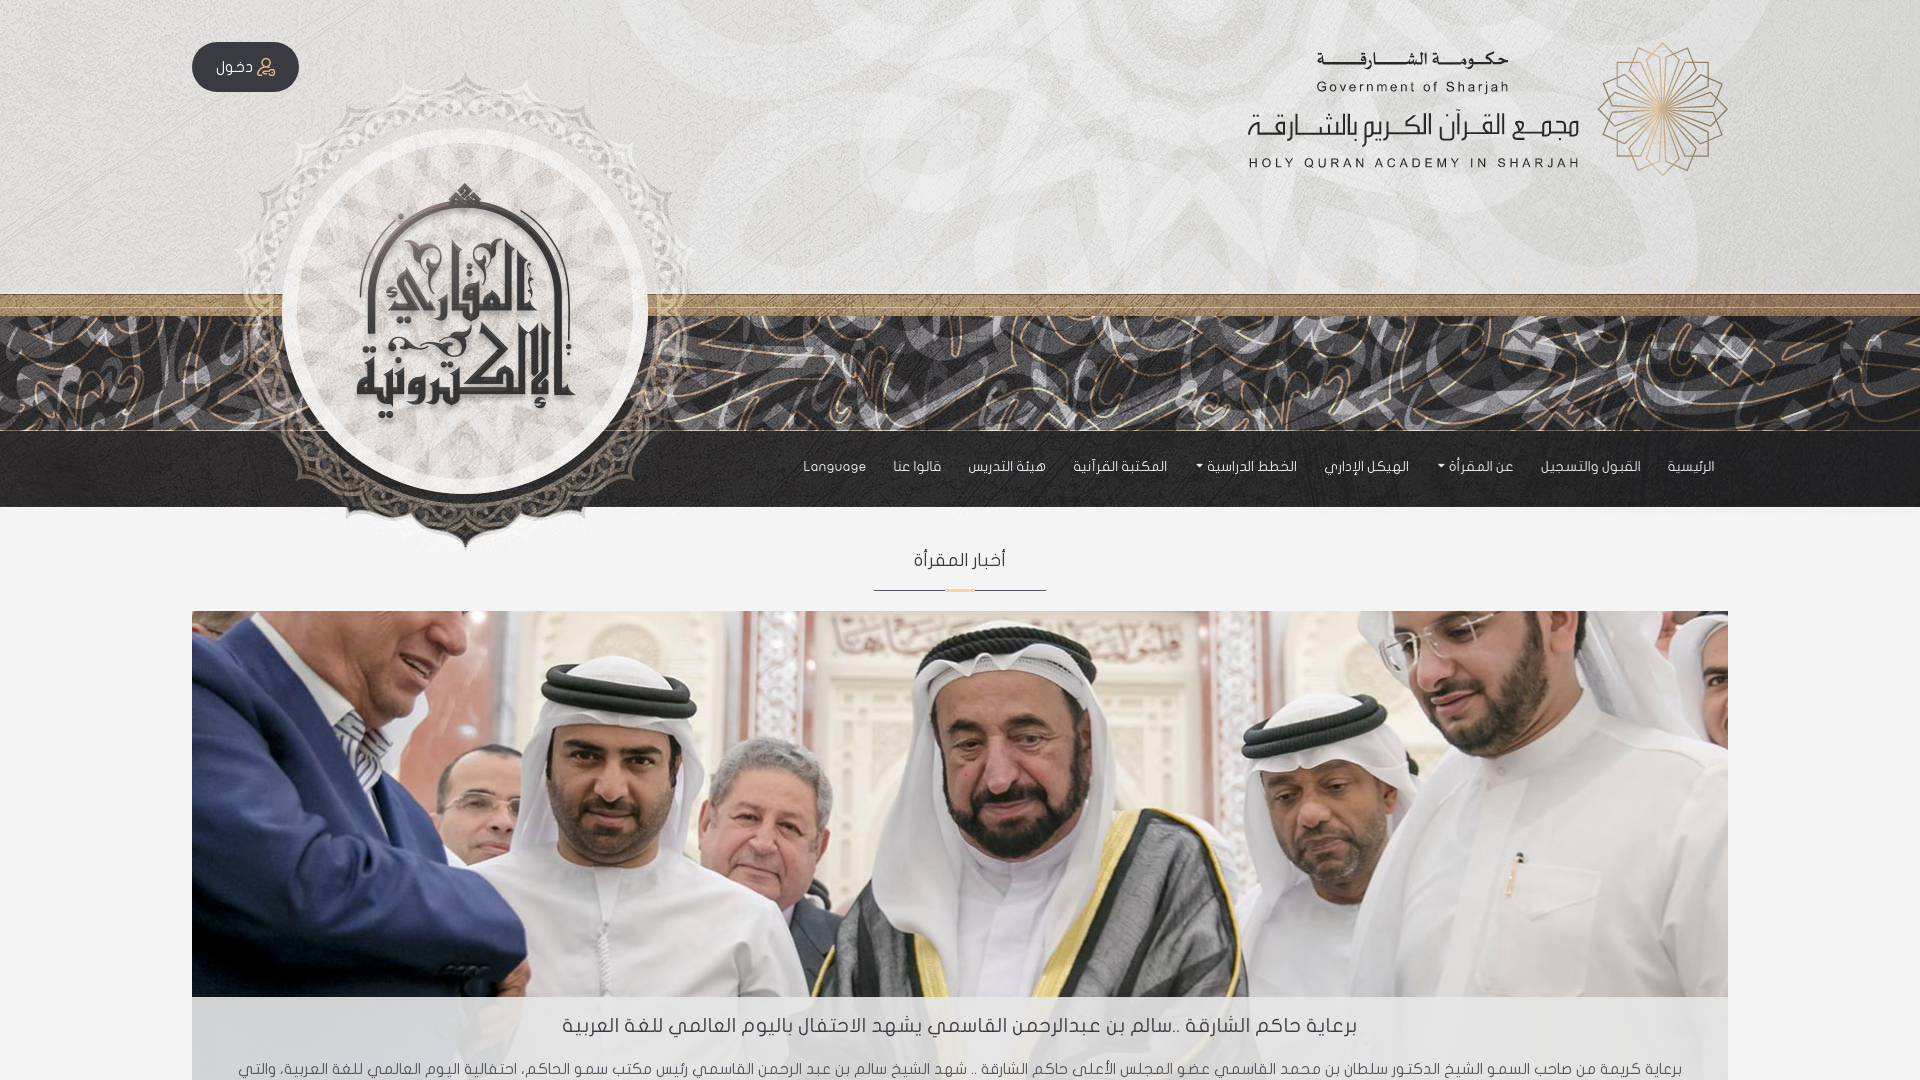 حكومة الشارقة
Government of Sharjah
مجمع القرآن الكريم بالشارقة
HOLY QURAN ACADEMY IN SHARJAH
دخول
المقارئ
الإلكترونية
الرئيسية القبول والتسجيل عن المقرأة الهيكل الإداري الخطط الدراسية المكتبة القرآنية هيئة التدريس قالوا عنا Language
أخبار المقرأة
برعاية حاكم الشارقة ..سالم بن عبدالرحمن القاسمي يشهد الاحتفال باليوم العالمي للغة العربية
برعاية كريمة من صاحب السمو الشيخ الدكتور سلطان بن محمد القاسمي عضو المجلس الأعلى حاكم الشارقة .. شهد الشيخ سالم بن عبد الرحمن القاسمي رئيس مكتب سمو الحاكم، احتفالية اليوم العالمي للغة العربية، والتي